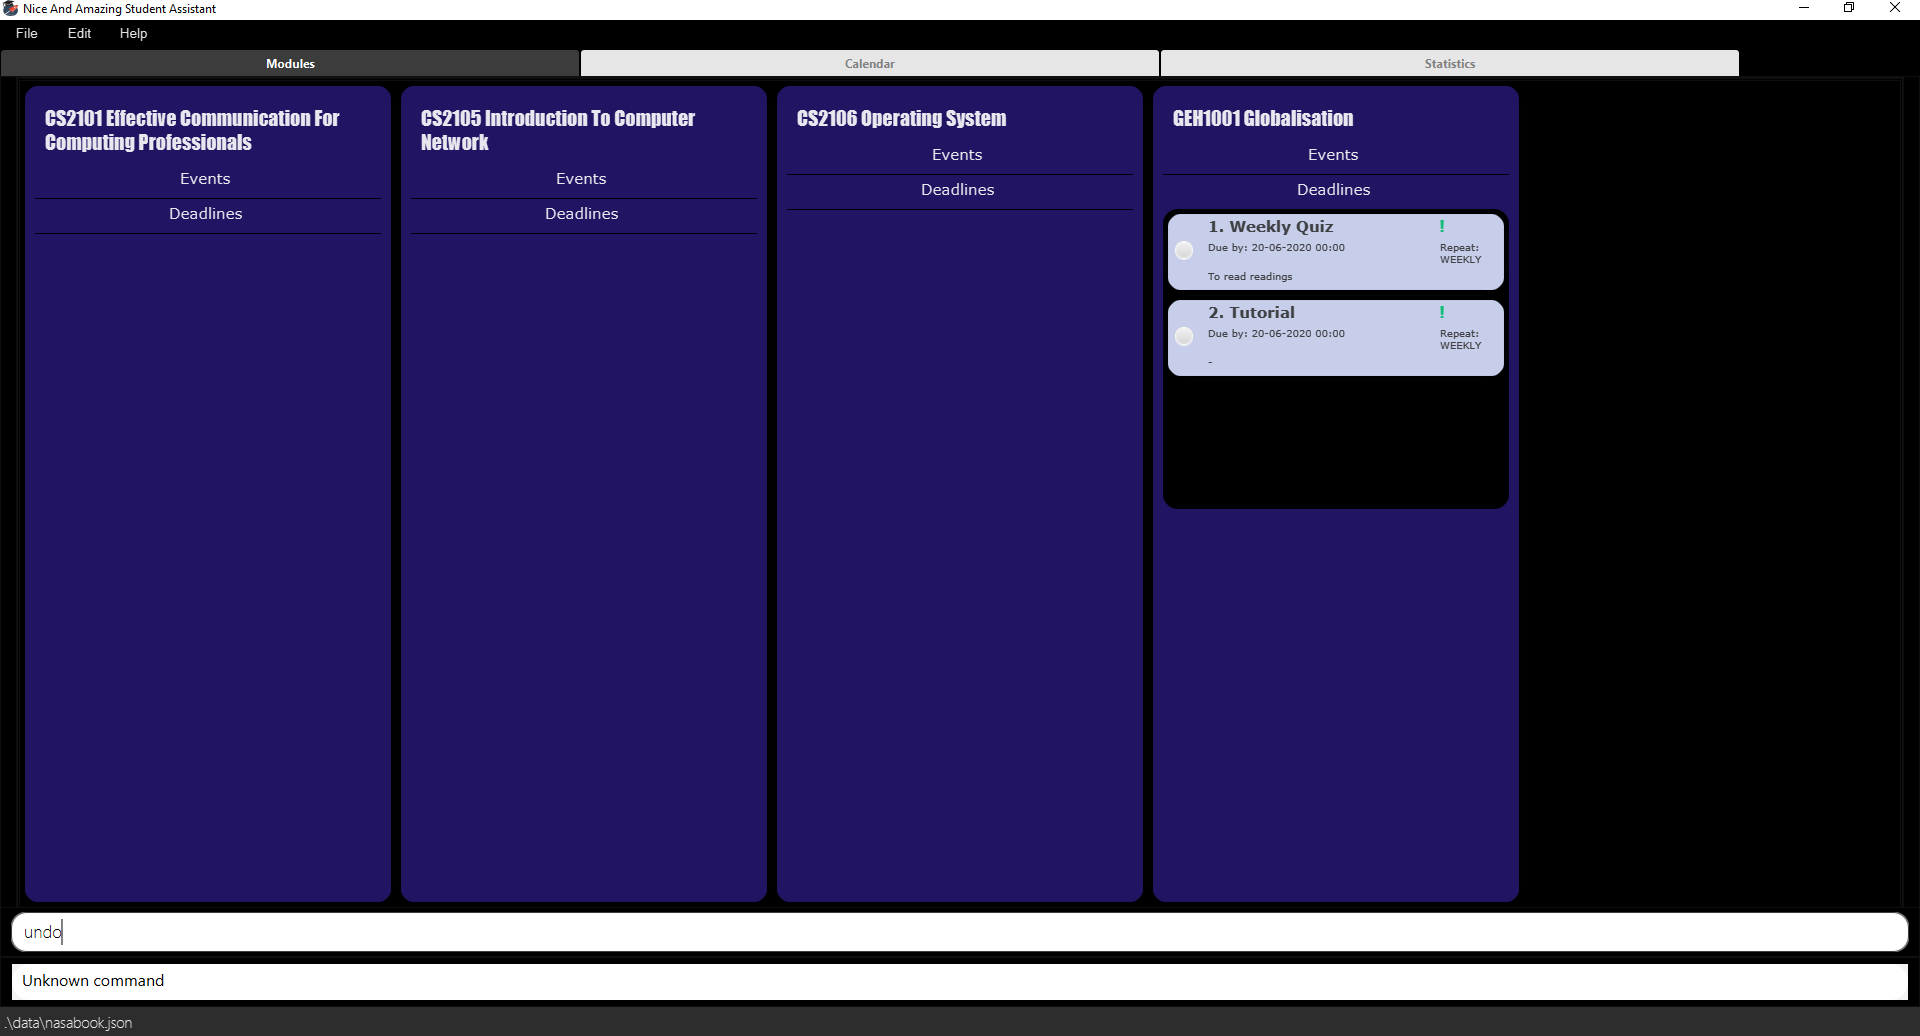 Nice And Amazing Student Assistant
File Edit Help
Modules Calendar Statistics
CS2101 Effective Communication For
Computing Professionals
Events
Deadlines
CS2105 Introduction To Computer
Network
Events
Deadlines
CS2106 Operating System
Events
Deadlines
GEH1001 Globalisation
Events
Deadlines
1. Weekly Quiz !
Due by: 20-06-2020 00:00 Repeat:
WEEKLY
To read readings
2. Tutorial !
Due by: 20-06-2020 00:00 Repeat:
WEEKLY
-
undo
Unknown command
.\data\nasabook.json